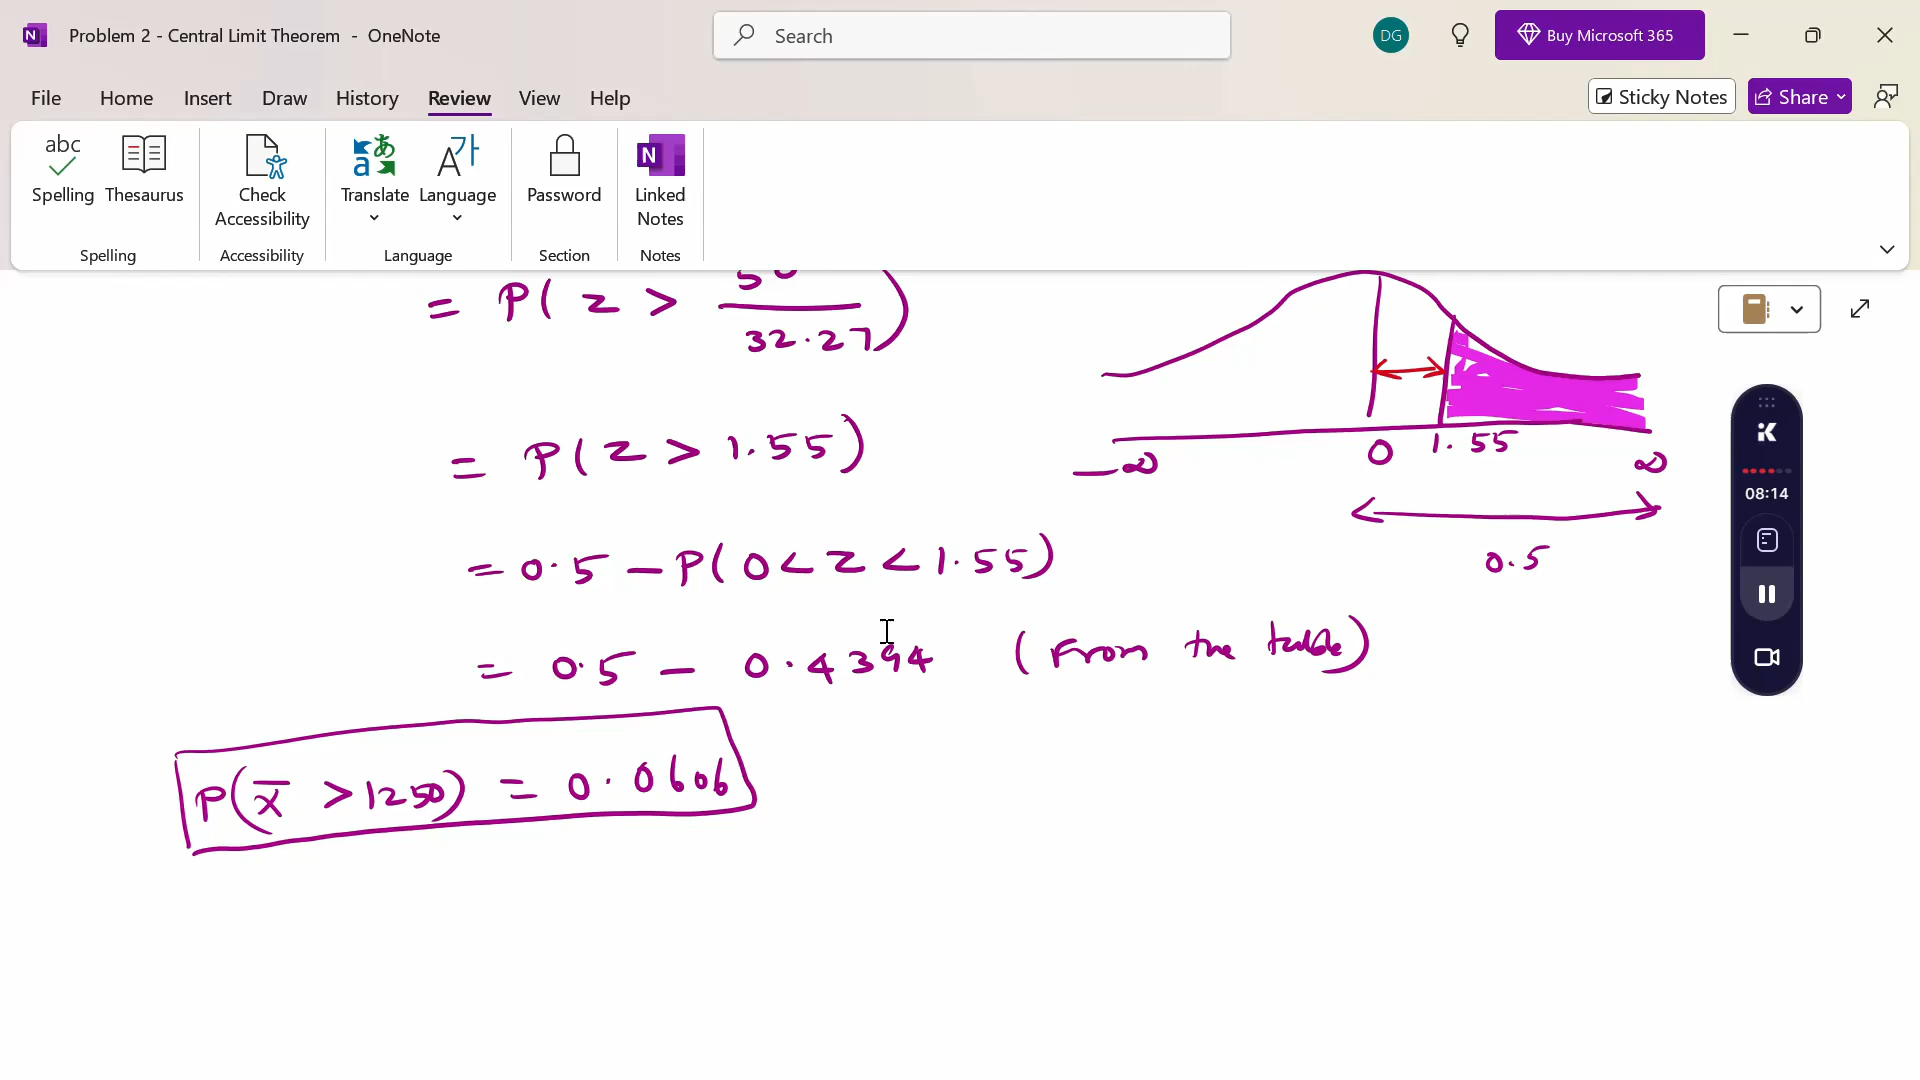 Problem 2 - Central Limit Theorem - OneNote
Search
DG
Buy Microsoft 365
File Home Insert Draw History Review View Help
Sticky Notes
Share
abc
Spelling
Thesaurus
Check Accessibility
Translate
Language
Password
Linked Notes
Spelling
Accessibility
Language
Section
Notes
= P( z > 50 / 32.27 )
= P( z > 1.55 )
-∞ 0 1.55 ∞
0.5
= 0.5 - P( 0 < z < 1.55 )
= 0.5 - 0.4394 ( From the table )
P( x̄ > 1250 ) = 0.0606
08:14